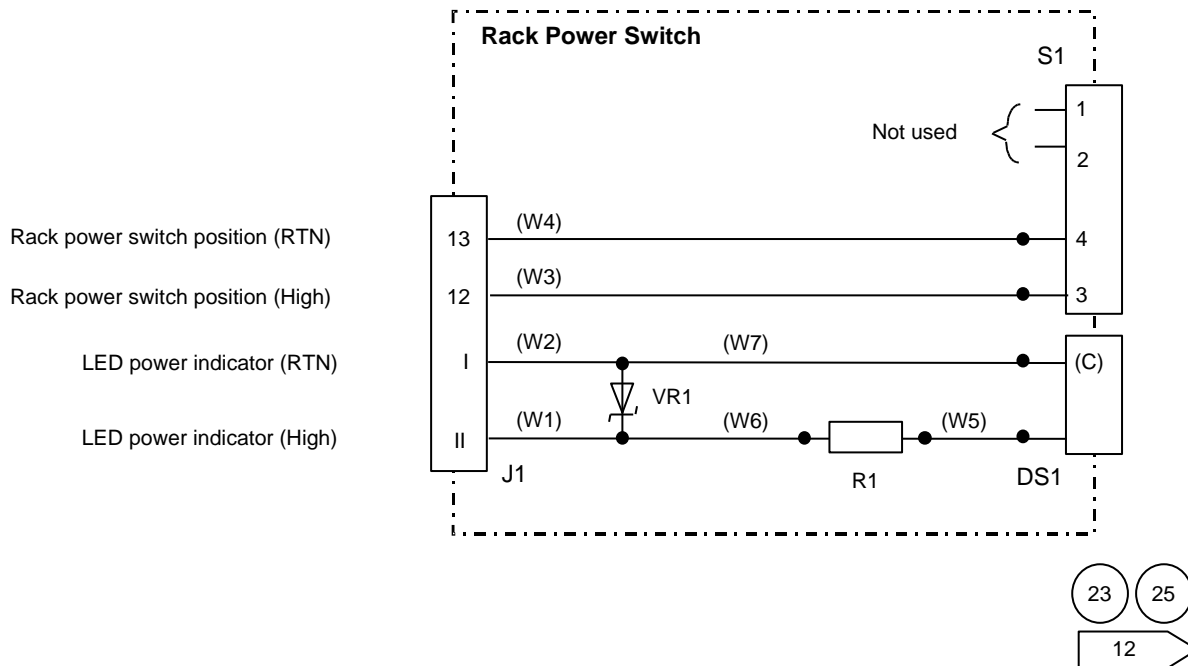 Rack Power Switch
S1
1
Not used
2
Rack power switch position (RTN)
13
(W4)
4
Rack power switch position (High)
12
(W3)
3
LED power indicator (RTN)
I
(W2)
(W7)
(C)
VR1
LED power indicator (High)
II
(W1)
(W6)
(W5)
J1
R1
DS1
23
25
12